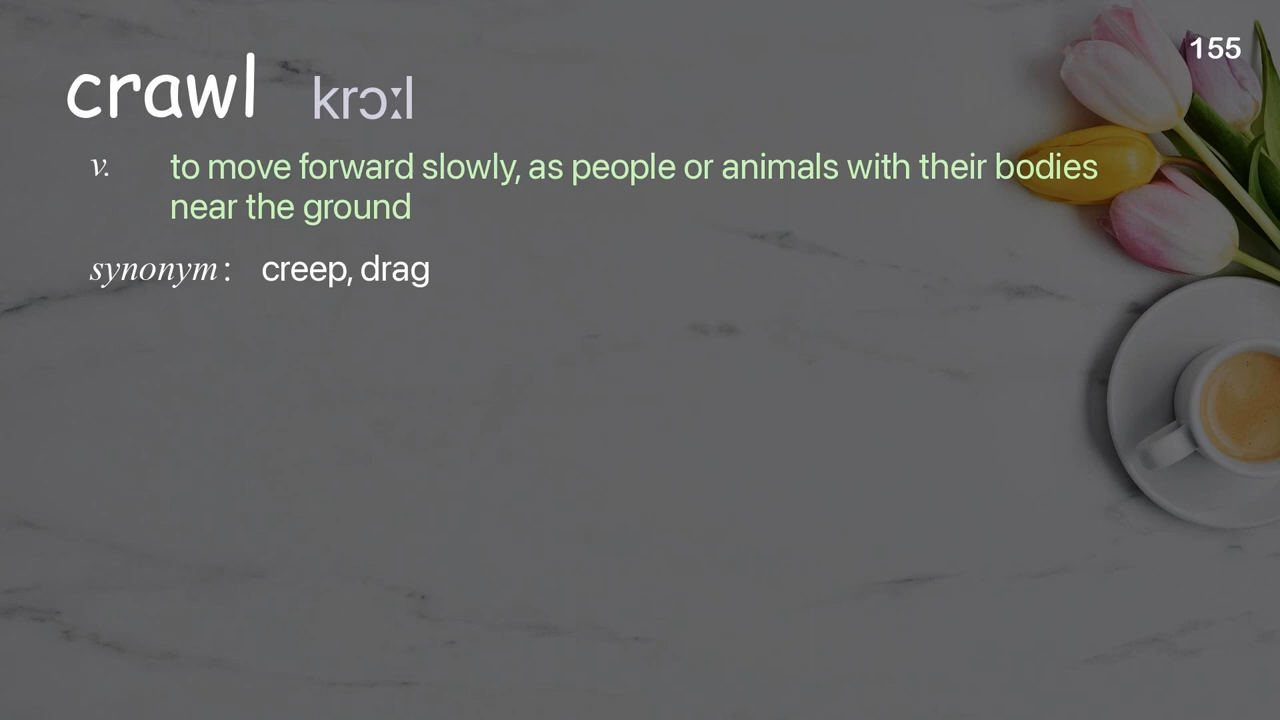 155
crawl krɔːl
v. to move forward slowly, as people or animals with their bodies
near the ground
synonym: creep, drag